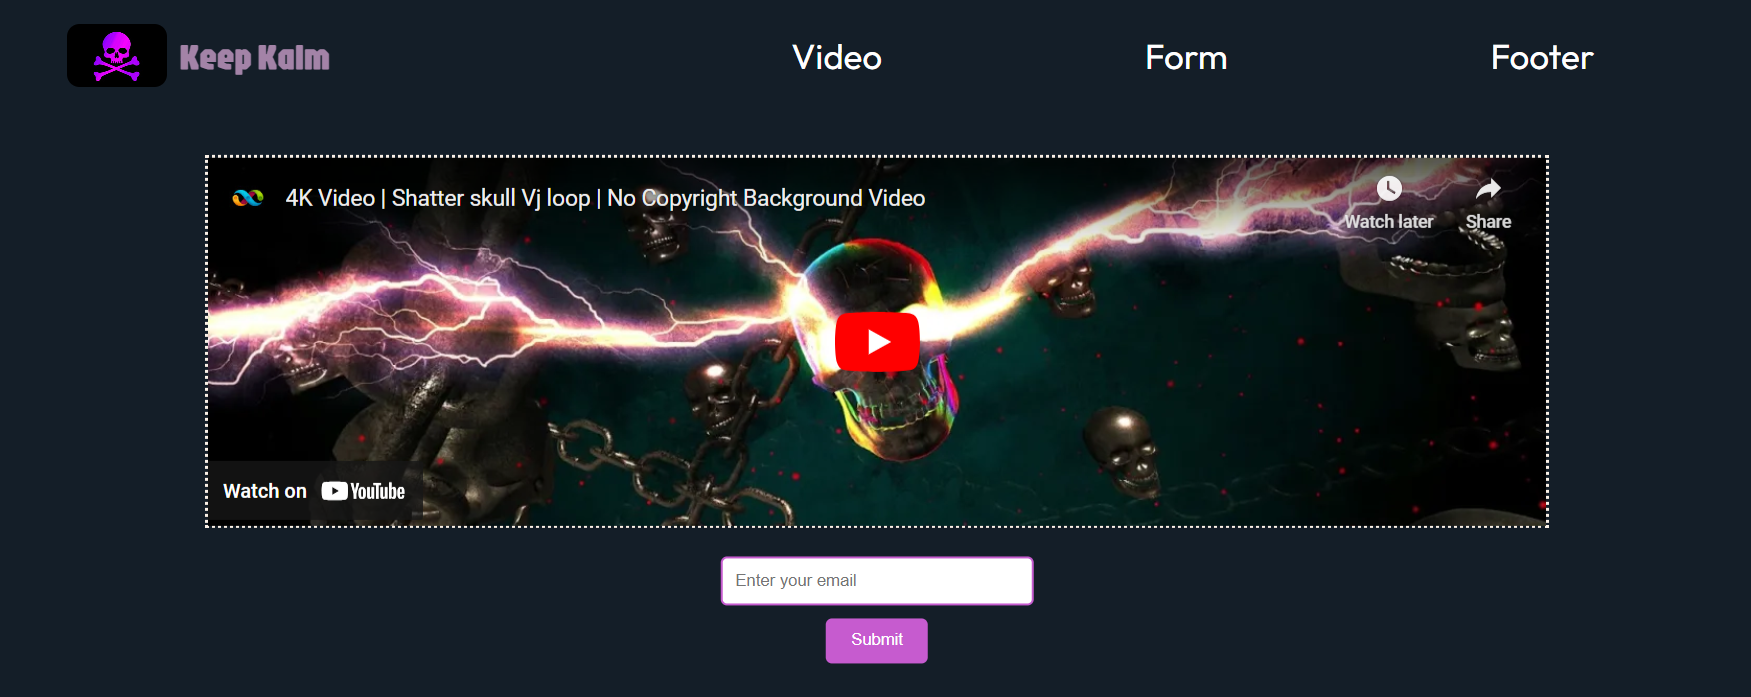 Keep Kalm
Video
Form
Footer
4K Video | Shatter skull Vj loop | No Copyright Background Video
Watch later
Share
Watch on YouTube
Enter your email
Submit